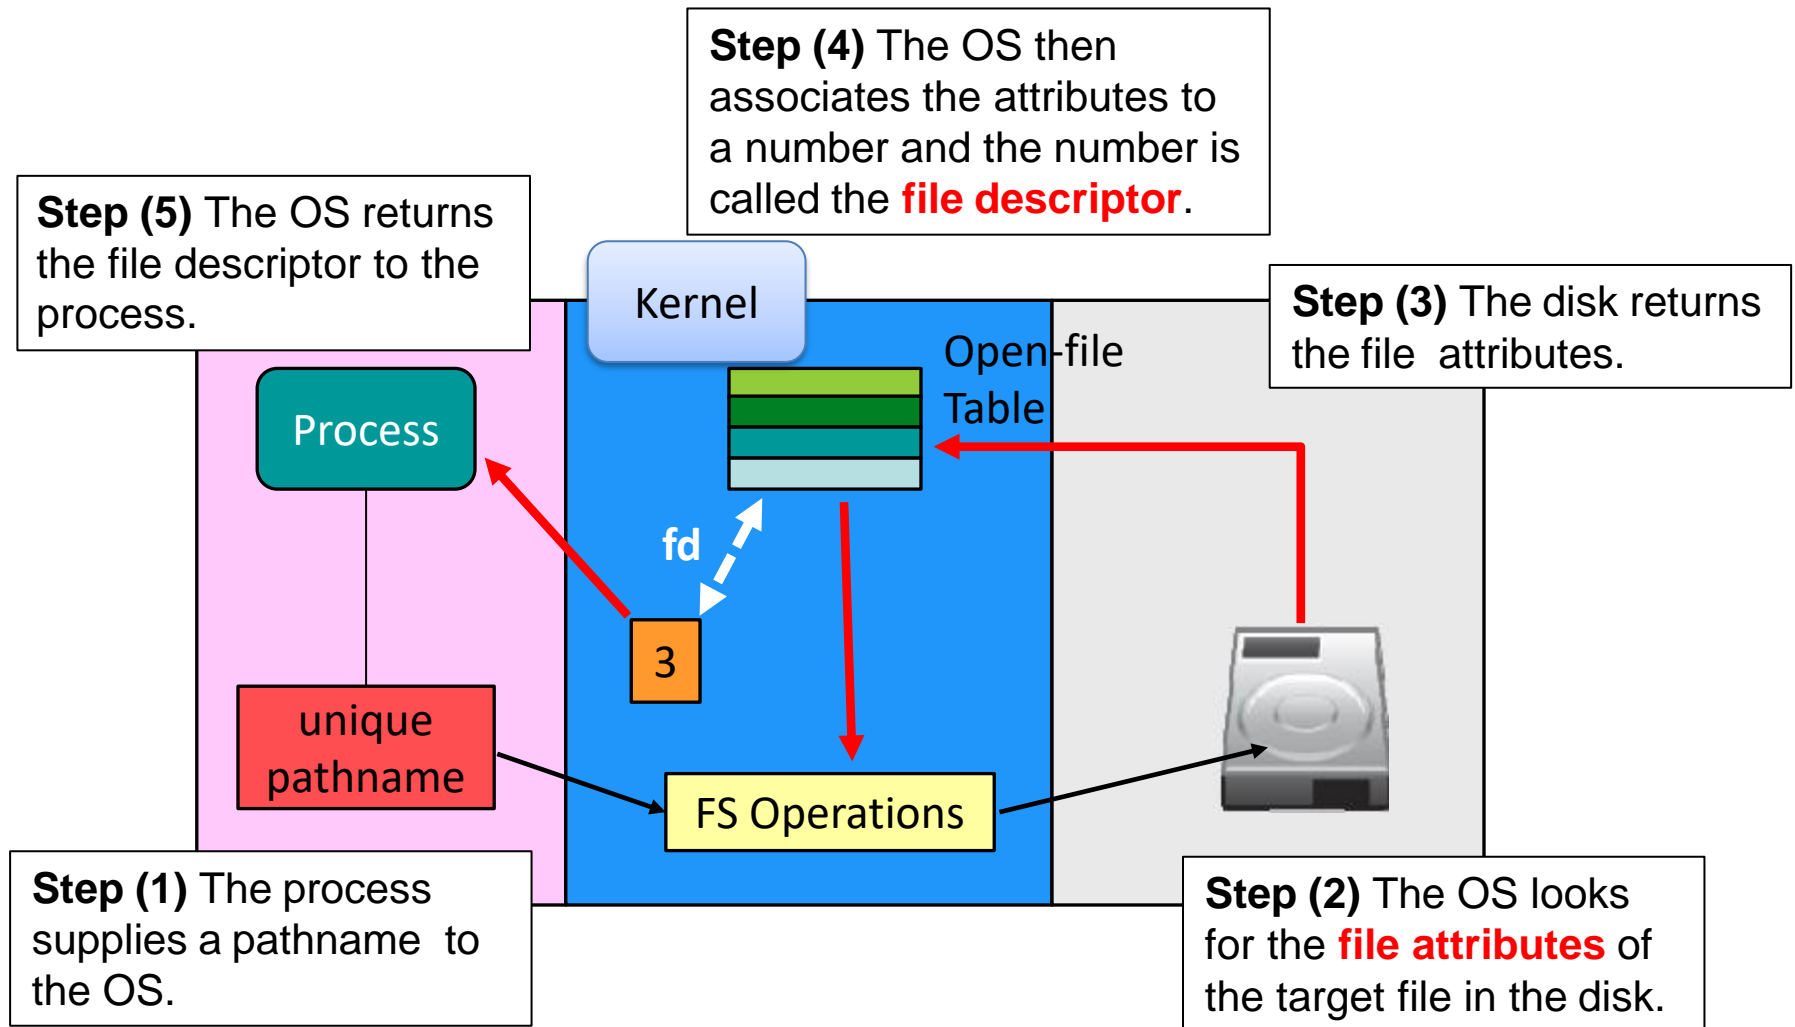 Step (4) The OS then
associates the attributes to
a number and the number is
called the file descriptor.
Step (5) The OS returns
the file descriptor to the
process.
Kernel
Step (3) The disk returns
the file attributes.
Open-file
Table
Process
fd
3
unique
pathname
FS Operations
Step (1) The process
supplies a pathname to
the OS.
Step (2) The OS looks
for the file attributes of
the target file in the disk.